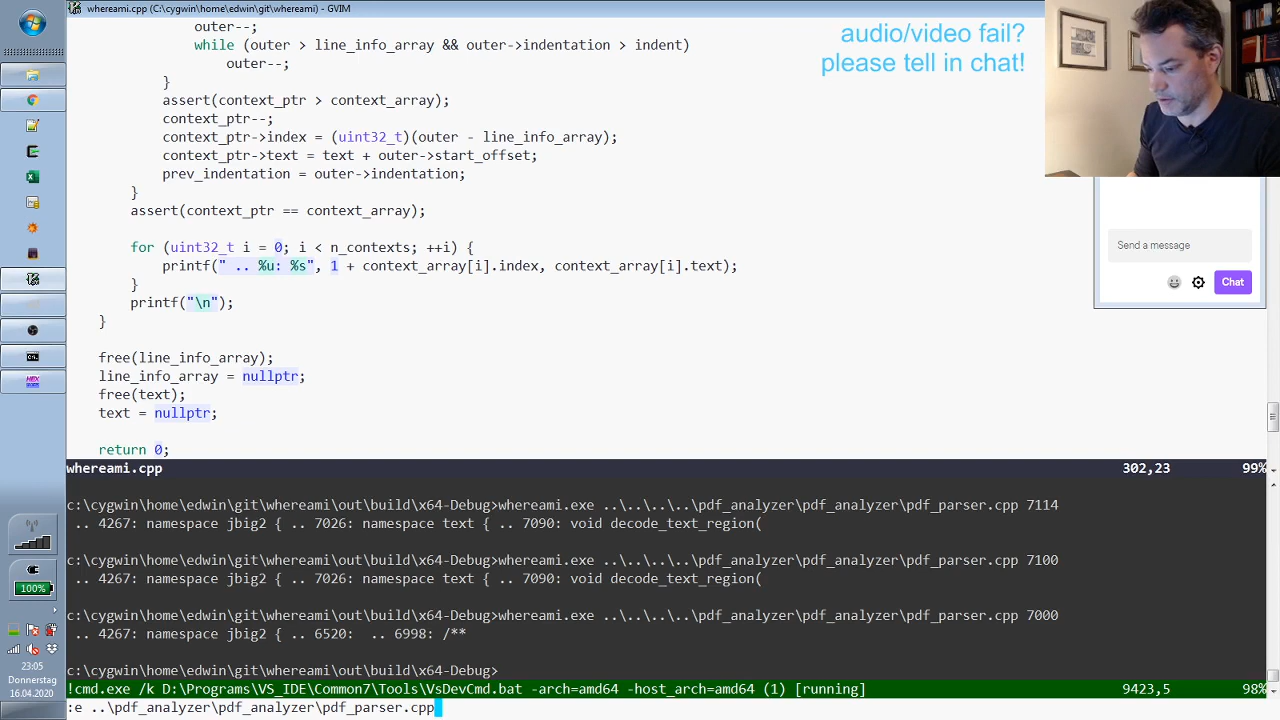 whereami.cpp (C:\cygwin\home\edwin\git\whereami) - GVIM
outer--;
while (outer > line_info_array && outer->indentation > indent)
outer--;
}
assert(context_ptr > context_array);
context_ptr--;
context_ptr->index = (uint32_t)(outer - line_info_array);
context_ptr->text = text + outer->start_offset;
prev_indentation = outer->indentation;
}
assert(context_ptr == context_array);
for (uint32_t i = 0; i < n_contexts; ++i) {
printf(" .. %u: %s", 1 + context_array[i].index, context_array[i].text);
}
printf("\n");
}
free(line_info_array);
line_info_array = nullptr;
free(text);
text = nullptr;
return 0;
whereami.cpp 302,23 99%
c:\cygwin\home\edwin\git\whereami\out\build\x64-Debug>whereami.exe ..\..\..\..\pdf_analyzer\pdf_analyzer\pdf_parser.cpp 7114
.. 4267: namespace jbig2 { .. 7026: namespace text { .. 7090: void decode_text_region(
c:\cygwin\home\edwin\git\whereami\out\build\x64-Debug>whereami.exe ..\..\..\..\pdf_analyzer\pdf_analyzer\pdf_parser.cpp 7100
.. 4267: namespace jbig2 { .. 7026: namespace text { .. 7090: void decode_text_region(
c:\cygwin\home\edwin\git\whereami\out\build\x64-Debug>whereami.exe ..\..\..\..\pdf_analyzer\pdf_analyzer\pdf_parser.cpp 7000
.. 4267: namespace jbig2 { .. 6520:  .. 6998: /**
c:\cygwin\home\edwin\git\whereami\out\build\x64-Debug>
!cmd.exe /k D:\Programs\VS_IDE\Common7\Tools\VsDevCmd.bat -arch=amd64 -host_arch=amd64 (1) [running] 9423,5 98%
:e ..\pdf_analyzer\pdf_analyzer\pdf_parser.cpp
audio/video fail?
please tell in chat!
Send a message
Chat
HEX
100%
23:05
Donnerstag
16.04.2020